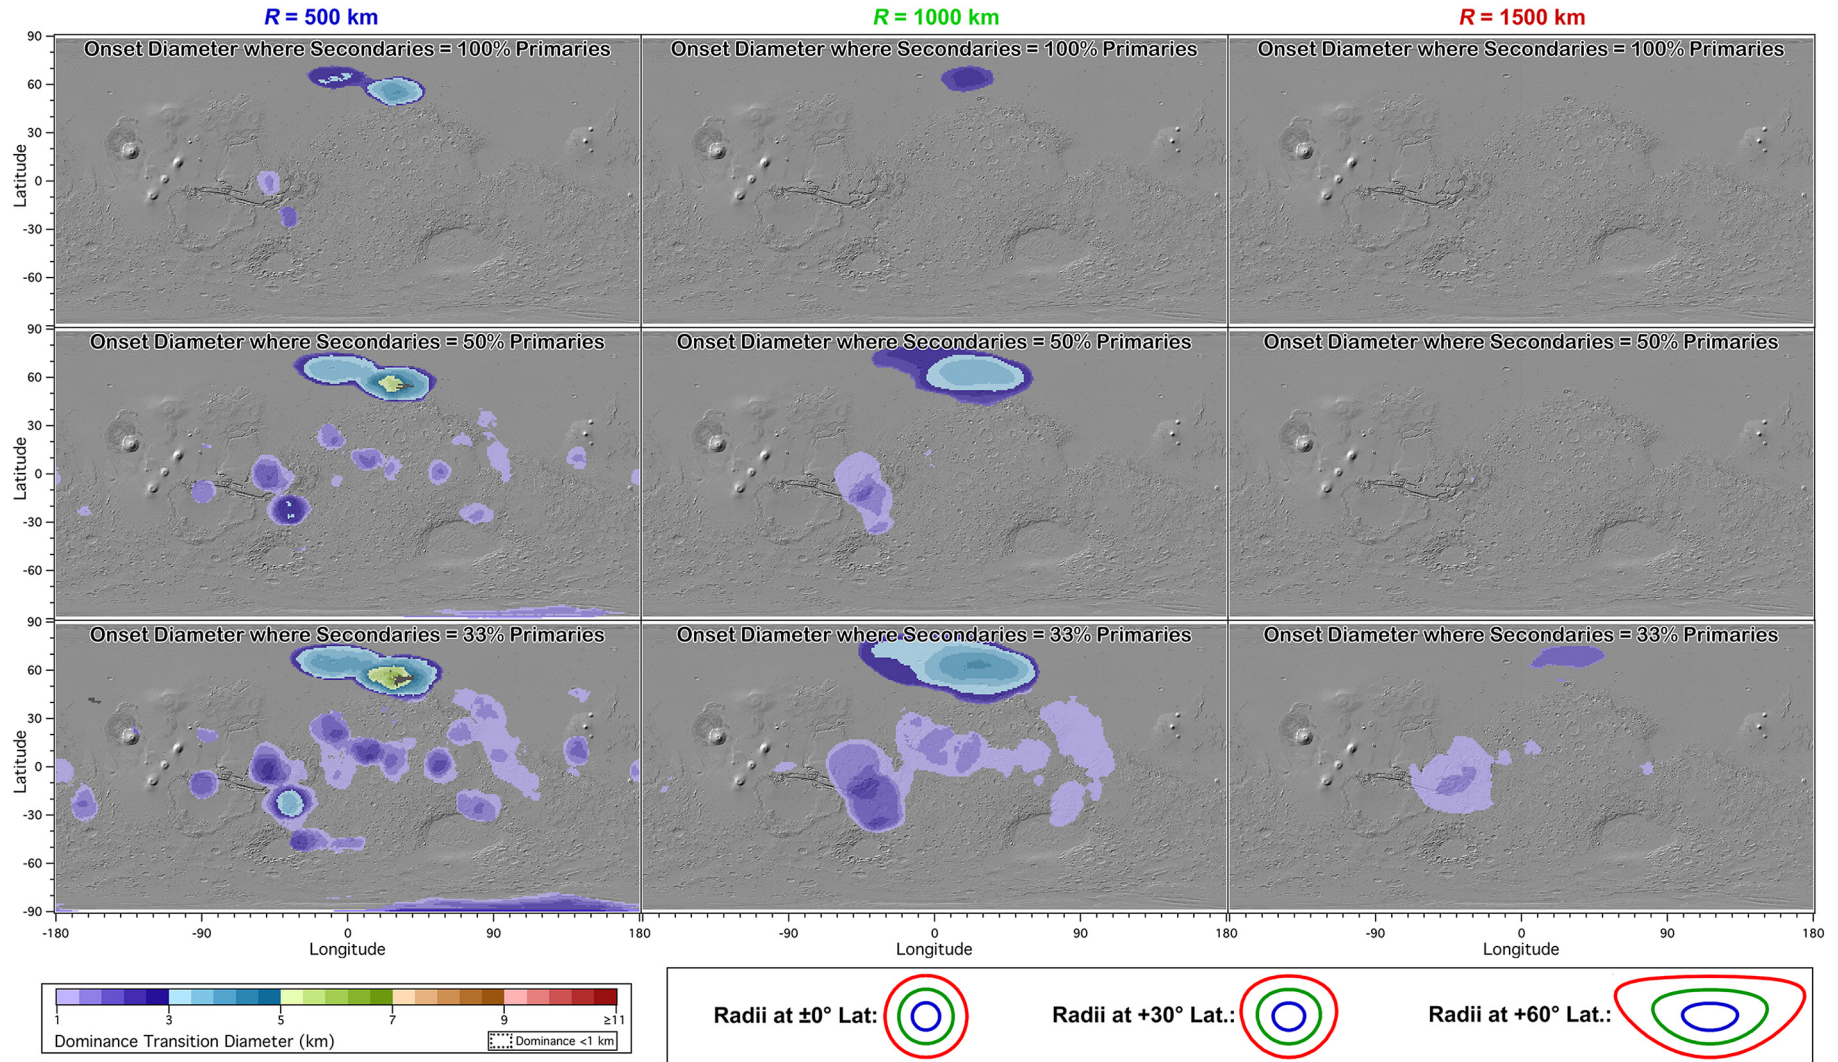 R = 500 km
R = 1000 km
R = 1500 km
Onset Diameter where Secondaries = 100% Primaries
Onset Diameter where Secondaries = 100% Primaries
Onset Diameter where Secondaries = 100% Primaries
90
60
30
0
-30
-60
Latitude
Onset Diameter where Secondaries = 50% Primaries
Onset Diameter where Secondaries = 50% Primaries
Onset Diameter where Secondaries = 50% Primaries
90
60
30
0
-30
-60
Latitude
Onset Diameter where Secondaries = 33% Primaries
Onset Diameter where Secondaries = 33% Primaries
Onset Diameter where Secondaries = 33% Primaries
90
60
30
0
-30
-60
-90
Latitude
-180 -90 0 90 180 -90 0 90 180 -90 0 90 180
Longitude
Longitude
Longitude
1 3 5 7 9 ≥11
Dominance Transition Diameter (km)
Dominance <1 km
Radii at ±0° Lat:
Radii at +30° Lat.:
Radii at +60° Lat.: